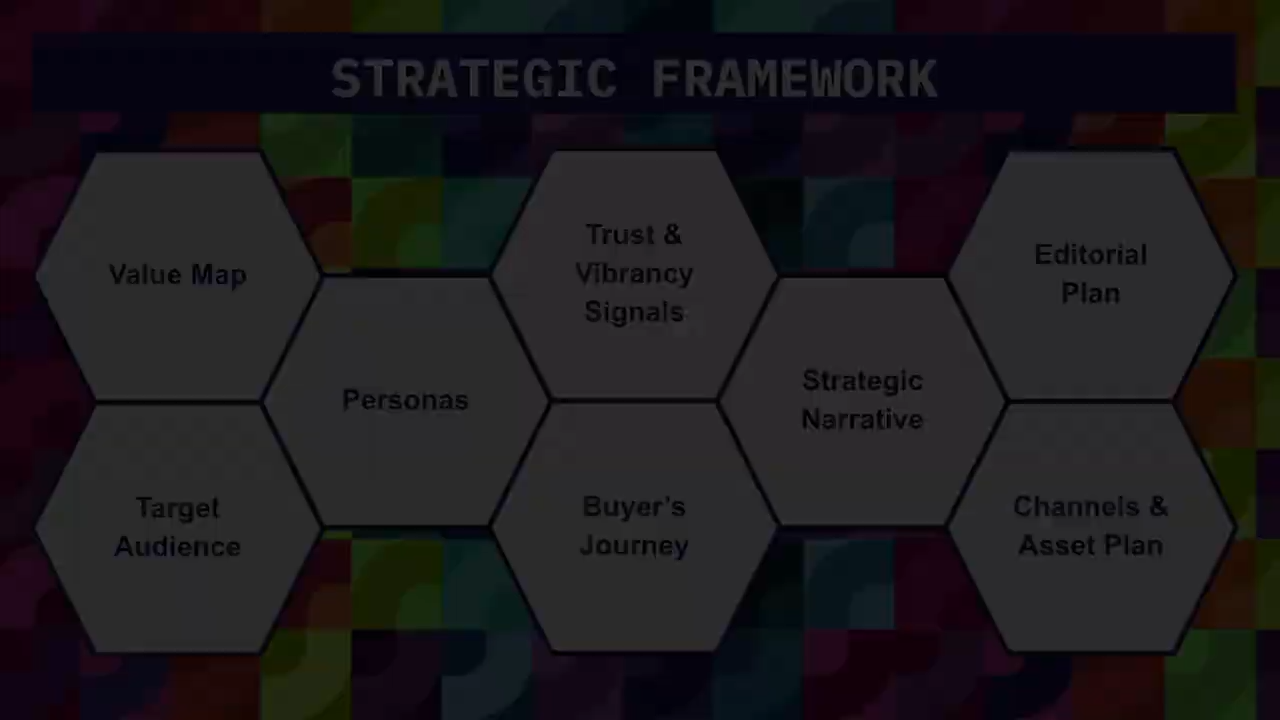 STRATEGIC FRAMEWORK
Value Map
Target
Audience
Personas
Trust &
Vibrancy
Signals
Buyer's
Journey
Strategic
Narrative
Editorial
Plan
Channels &
Asset Plan